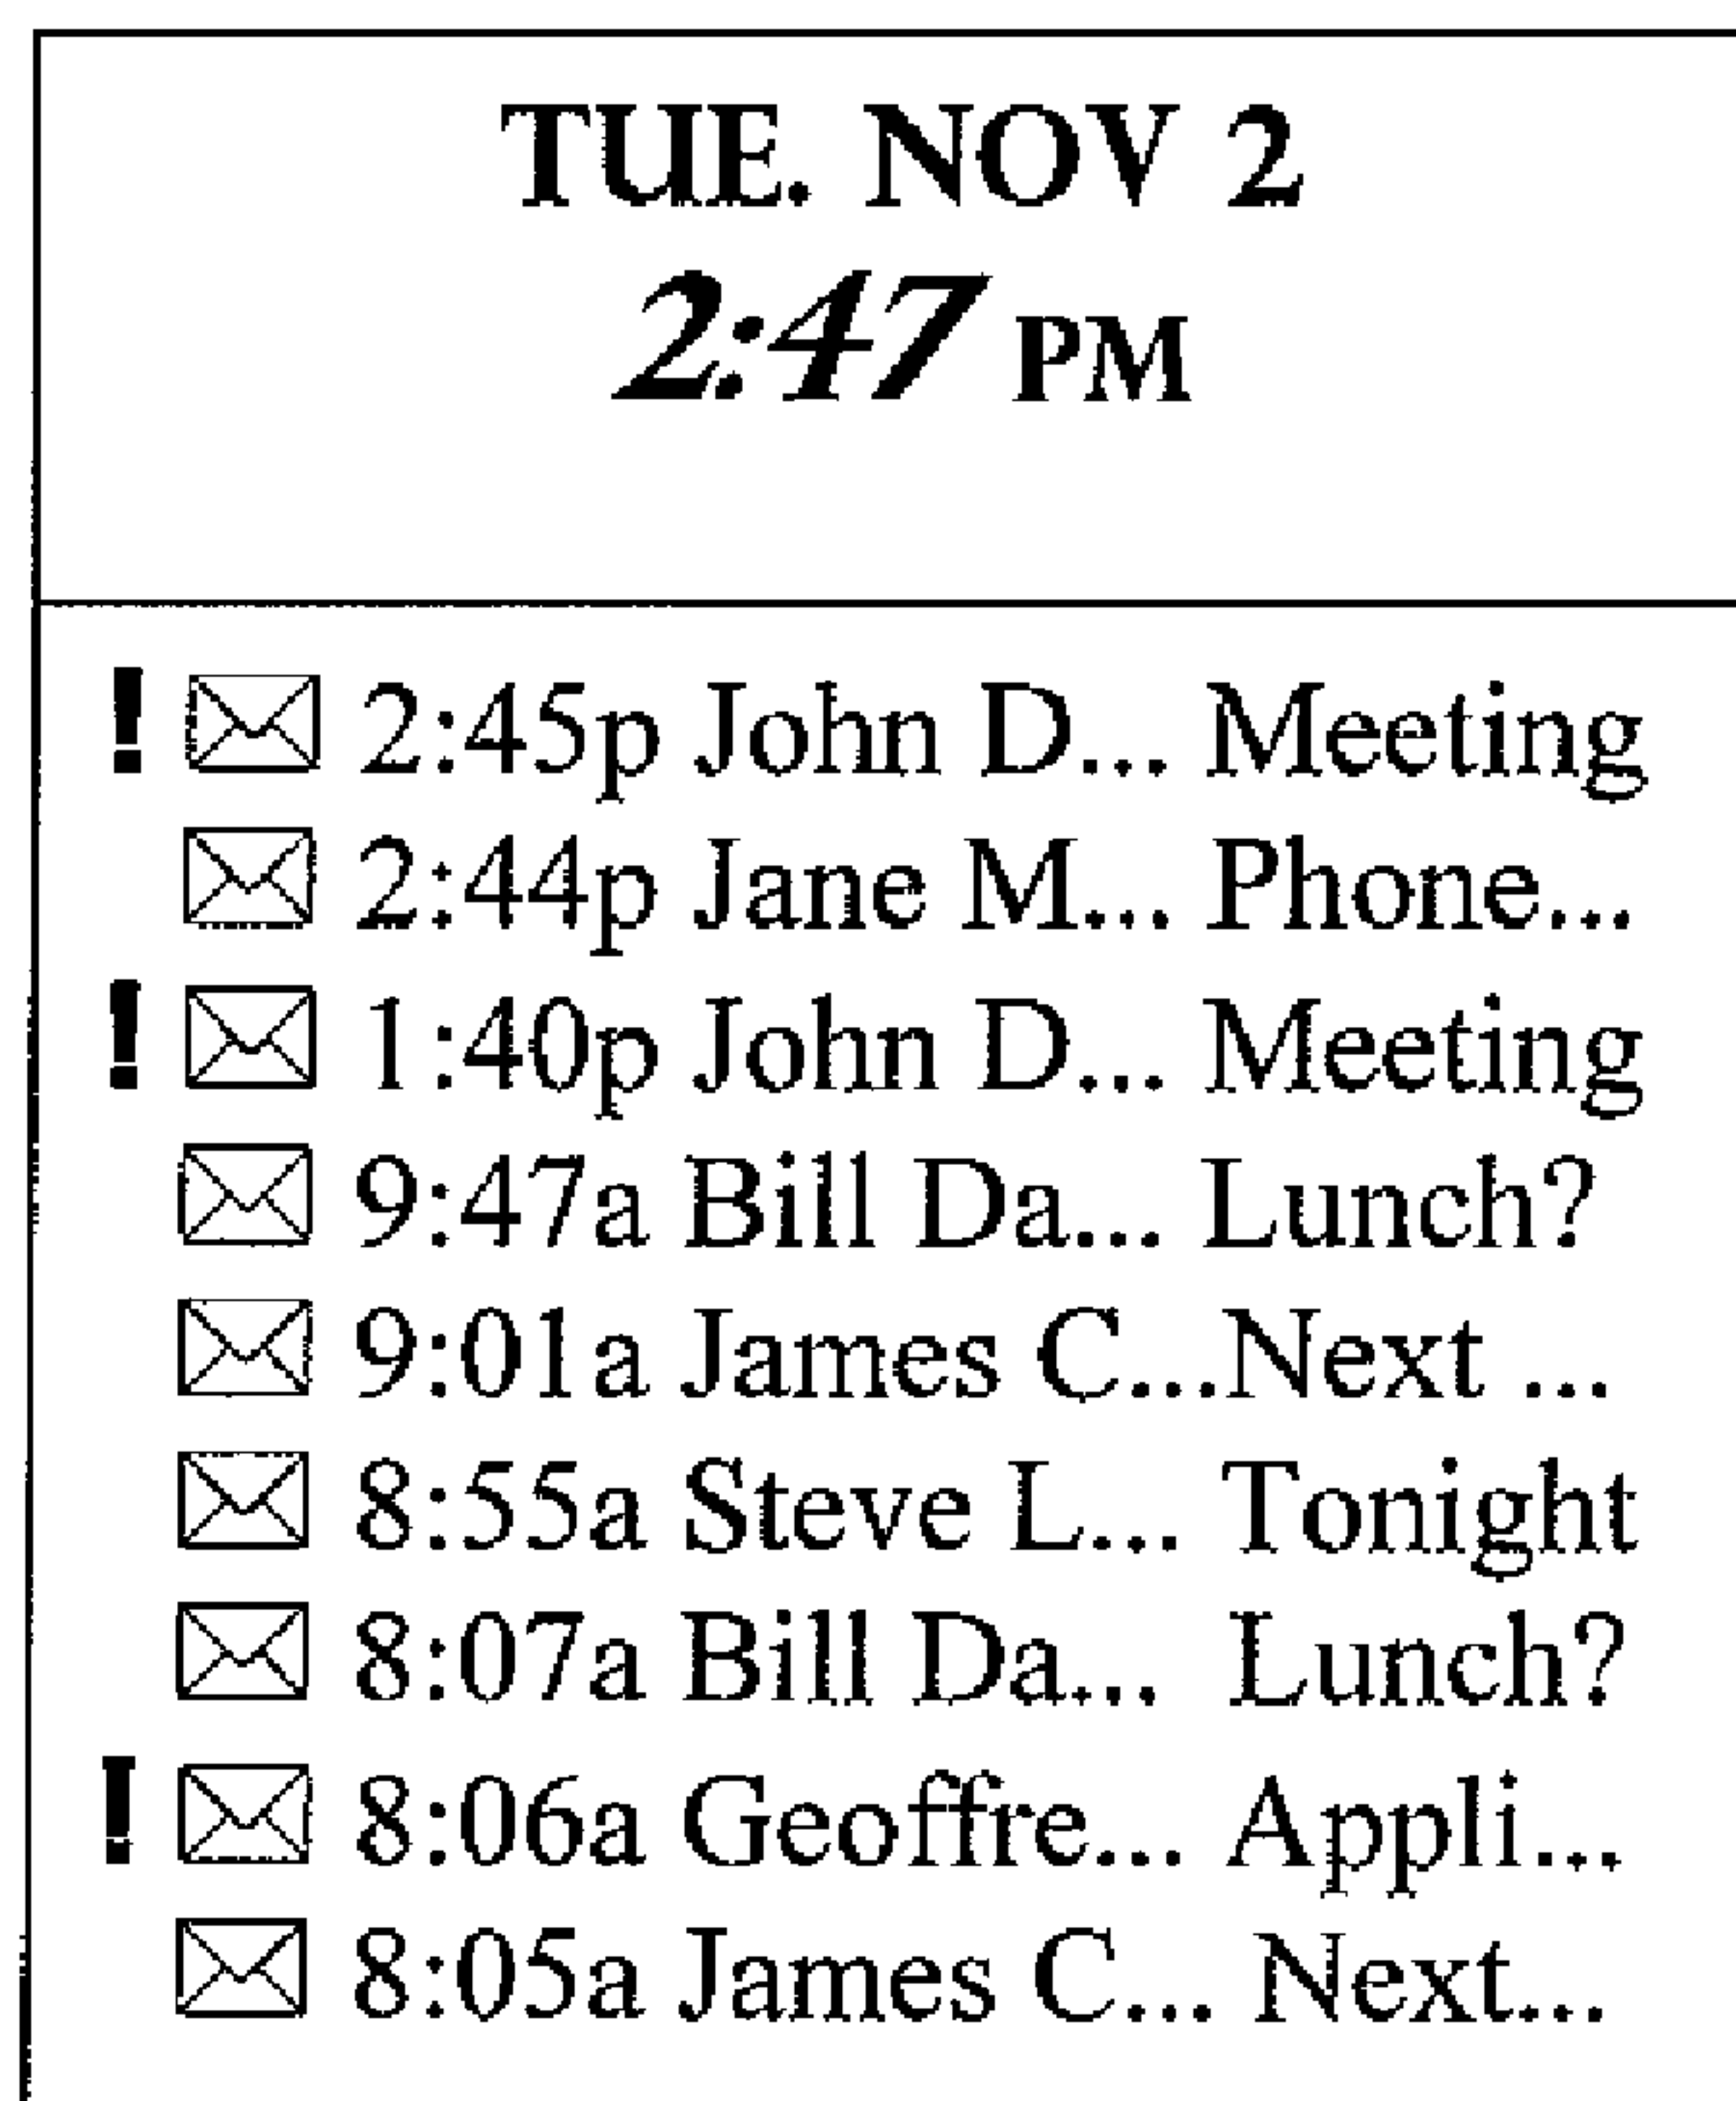 TUE. NOV 2
2:47 PM
! 2:45p John D... Meeting
2:44p Jane M... Phone...
! 1:40p John D... Meeting
9:47a Bill Da... Lunch?
9:01a James C...Next ...
8:55a Steve L... Tonight
8:07a Bill Da... Lunch?
! 8:06a Geoffre... Appli...
8:05a James C... Next...